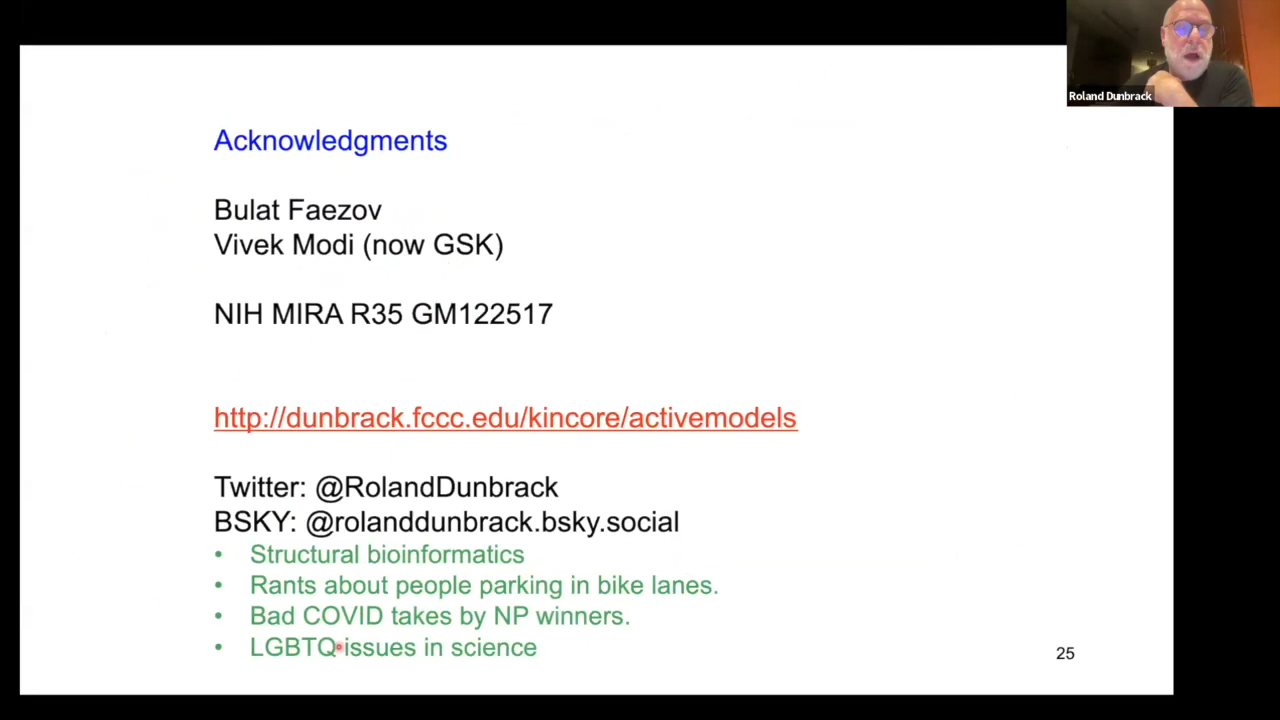 Roland Dunbrack
Acknowledgments
Bulat Faezov
Vivek Modi (now GSK)
NIH MIRA R35 GM122517
http://dunbrack.fccc.edu/kincore/activemodels
Twitter: @RolandDunbrack
BSKY: @rolanddunbrack.bsky.social
• Structural bioinformatics
• Rants about people parking in bike lanes.
• Bad COVID takes by NP winners.
• LGBTQ issues in science
25